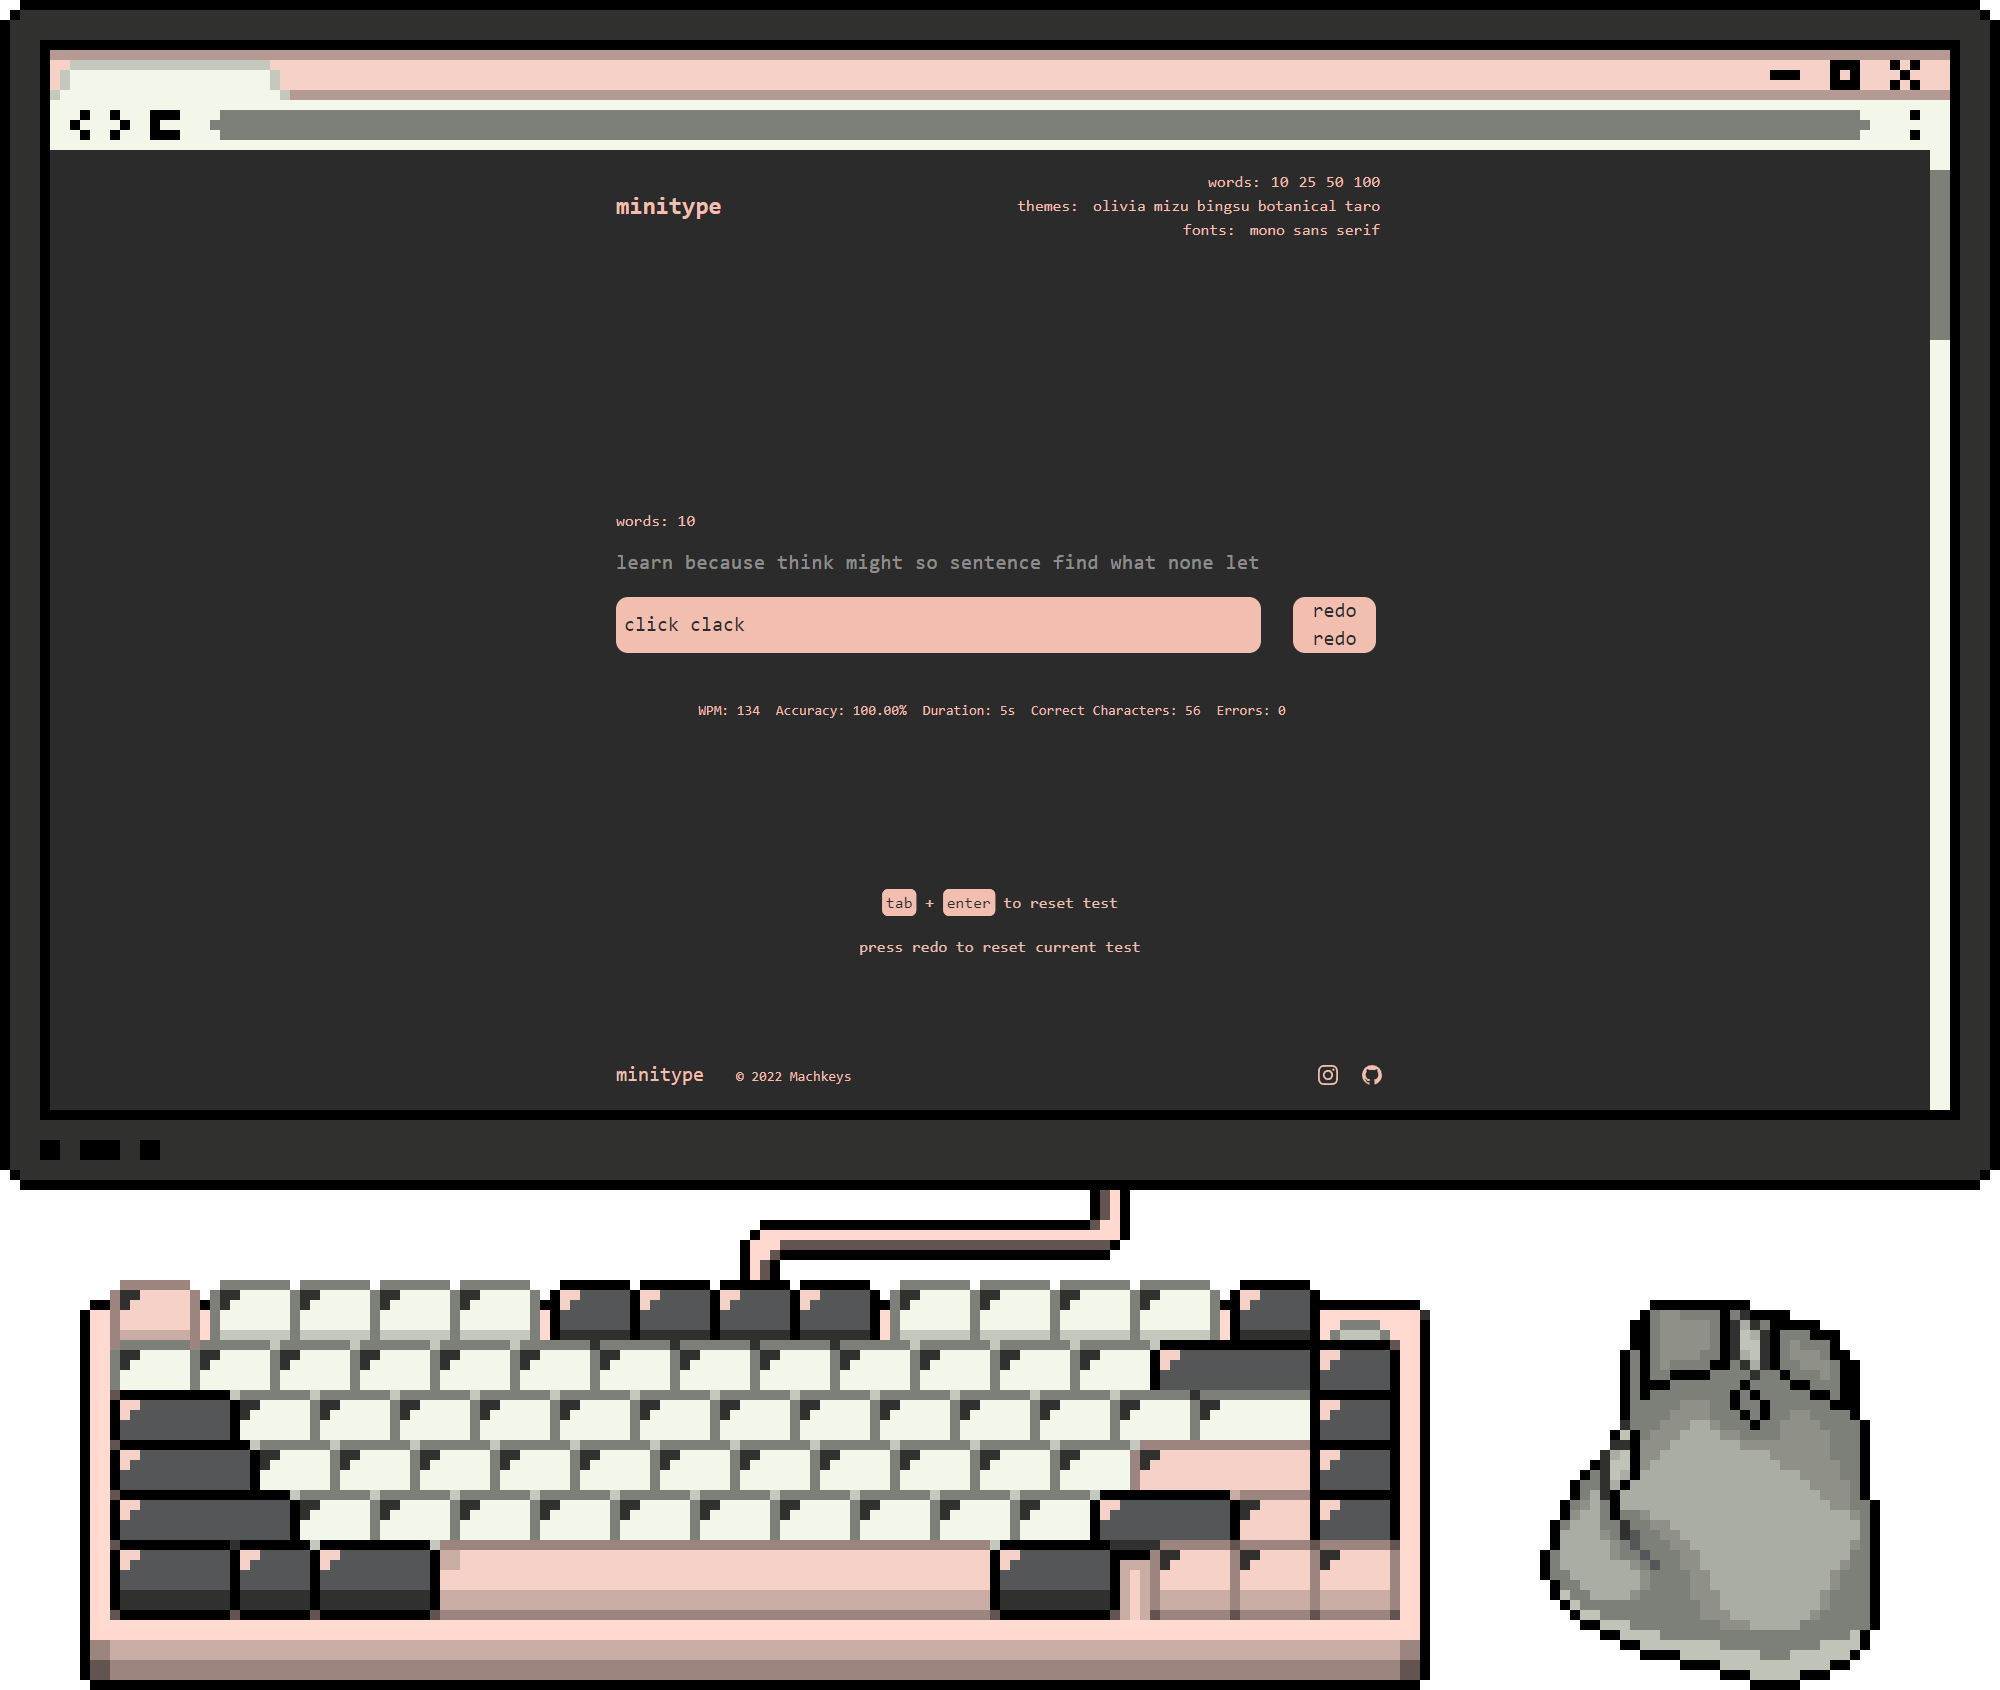 words: 10 25 50 100
minitype
themes: olivia mizu bingsu botanical taro
fonts: mono sans serif
words: 10
learn because think might so sentence find what none let
click clack
redo
redo
WPM: 134 Accuracy: 100.00% Duration: 5s Correct Characters: 56 Errors: 0
tab + enter to reset test
press redo to reset current test
minitype © 2022 Machkeys